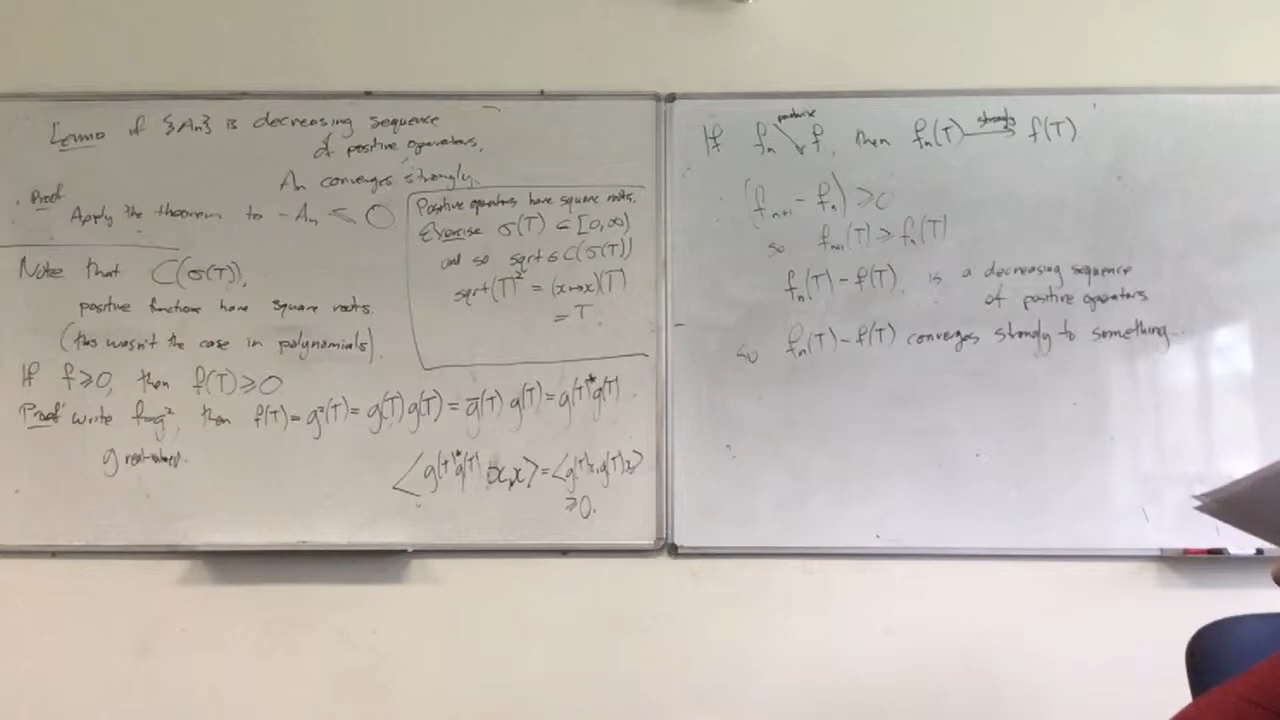 Lemma if {An} is decreasing sequence
of positive operators,
An converges strongly.
Proof
Apply the theorem to -An ≤ 0
Positive operators have square roots.
Exercise σ(T) ⊂ [0,∞)
and so sqrt ∈ C(σ(T))
sqrt(T)² = (x↦x)(T)
= T.
Note that C(σ(T)),
positive functions have square roots.
(this wasn't the case in polynomials).
If f≥0, then f(T)≥0
Proof write f=g², then f(T)=g²(T)=g(T)g(T)=g̅(T)g(T)=g(T)*g(T)
g real-valued.
⟨g(T)*g(T)x,x⟩=⟨g(T)x,g(T)x⟩
≥0.
If fn ↘ f, then fn(T) → f(T)
pointwise
strongly
(fn+1 - fn) ≥0
so fn+1(T) ≥ fn(T)
fn(T)-f(T) is a decreasing sequence
of positive operators
so fn(T)-f(T) converges strongly to something...